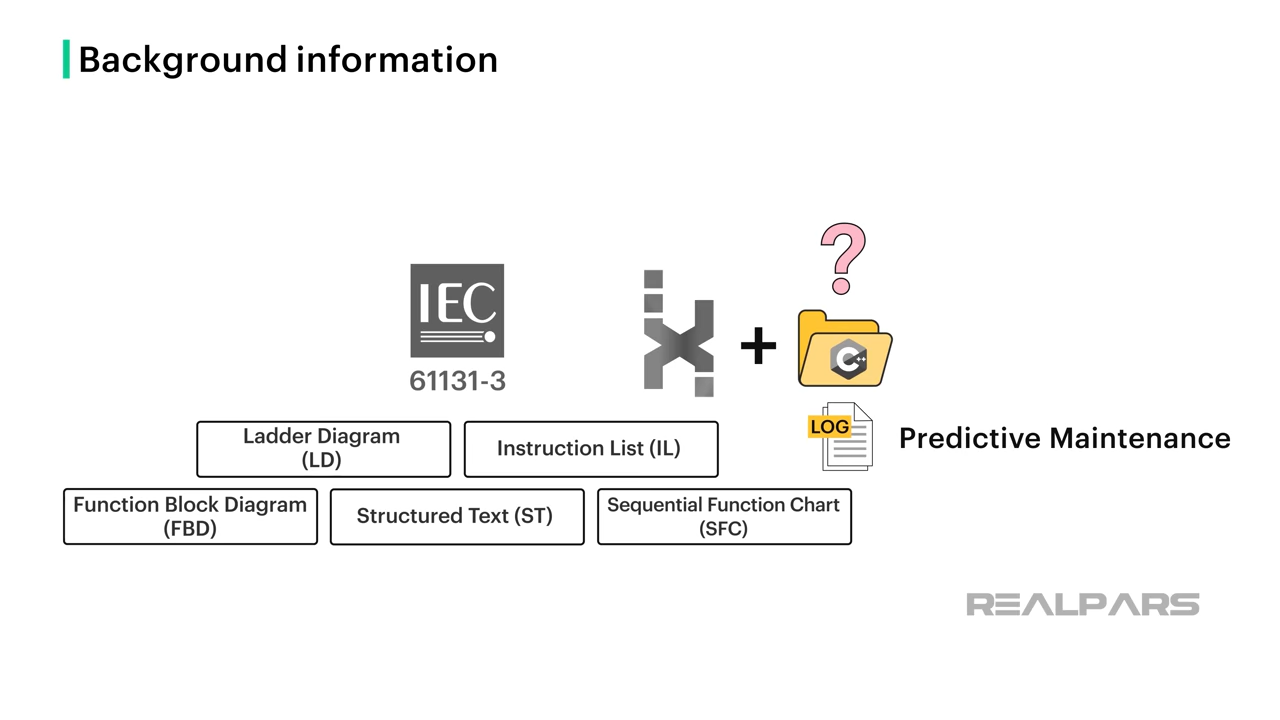 Background information
?
IEC
61131-3
+
C++
LOG
Predictive Maintenance
Ladder Diagram
(LD)
Instruction List (IL)
Function Block Diagram
(FBD)
Structured Text (ST)
Sequential Function Chart
(SFC)
REALPARS